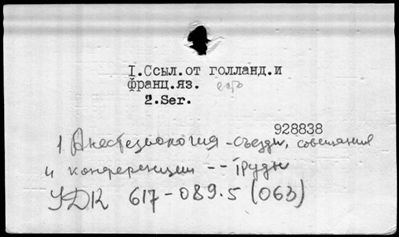 I.Ссыл.от голланд.и
франц.яз.
2.Ser.
928838
1 Анестезиология - съезды, совещания
и конференции -- Труды
УДК 617-089.5 (063)